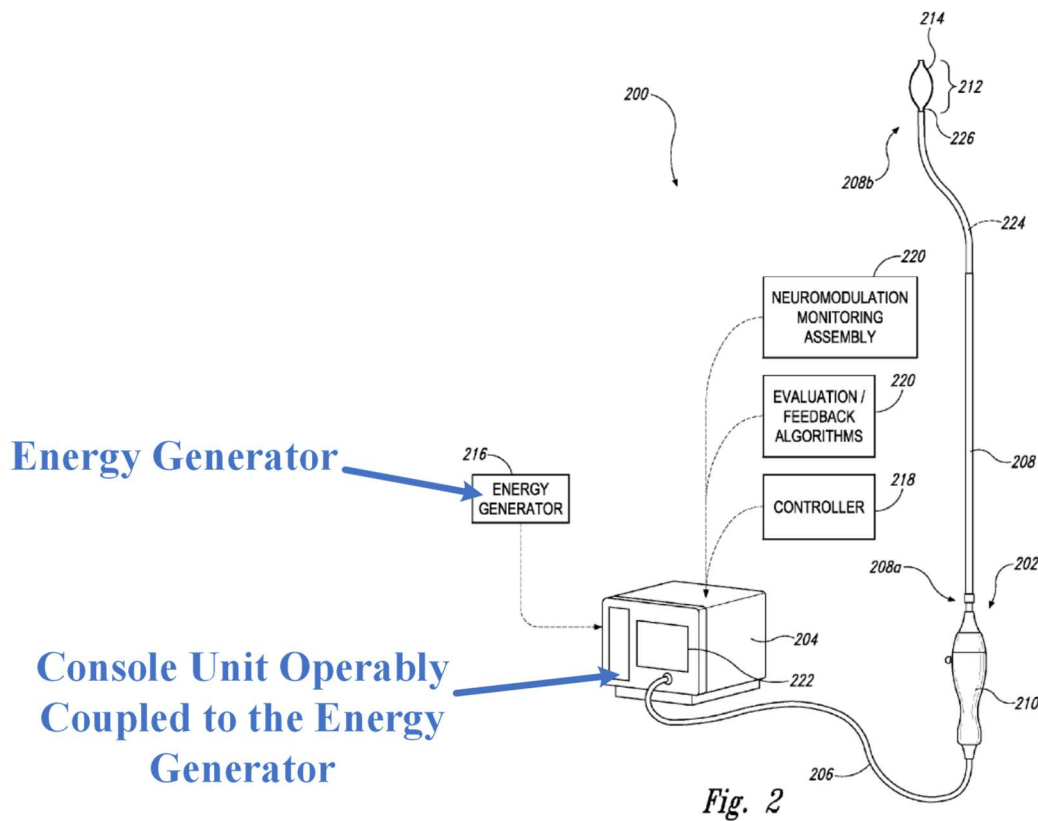 214
212
200
226
208b
224
220
NEUROMODULATION
MONITORING
ASSEMBLY
220
EVALUATION /
FEEDBACK
ALGORITHMS
208
Energy Generator
216
ENERGY
GENERATOR
218
CONTROLLER
208a
202
204
Console Unit Operably
Coupled to the Energy
Generator
222
210
206
Fig. 2